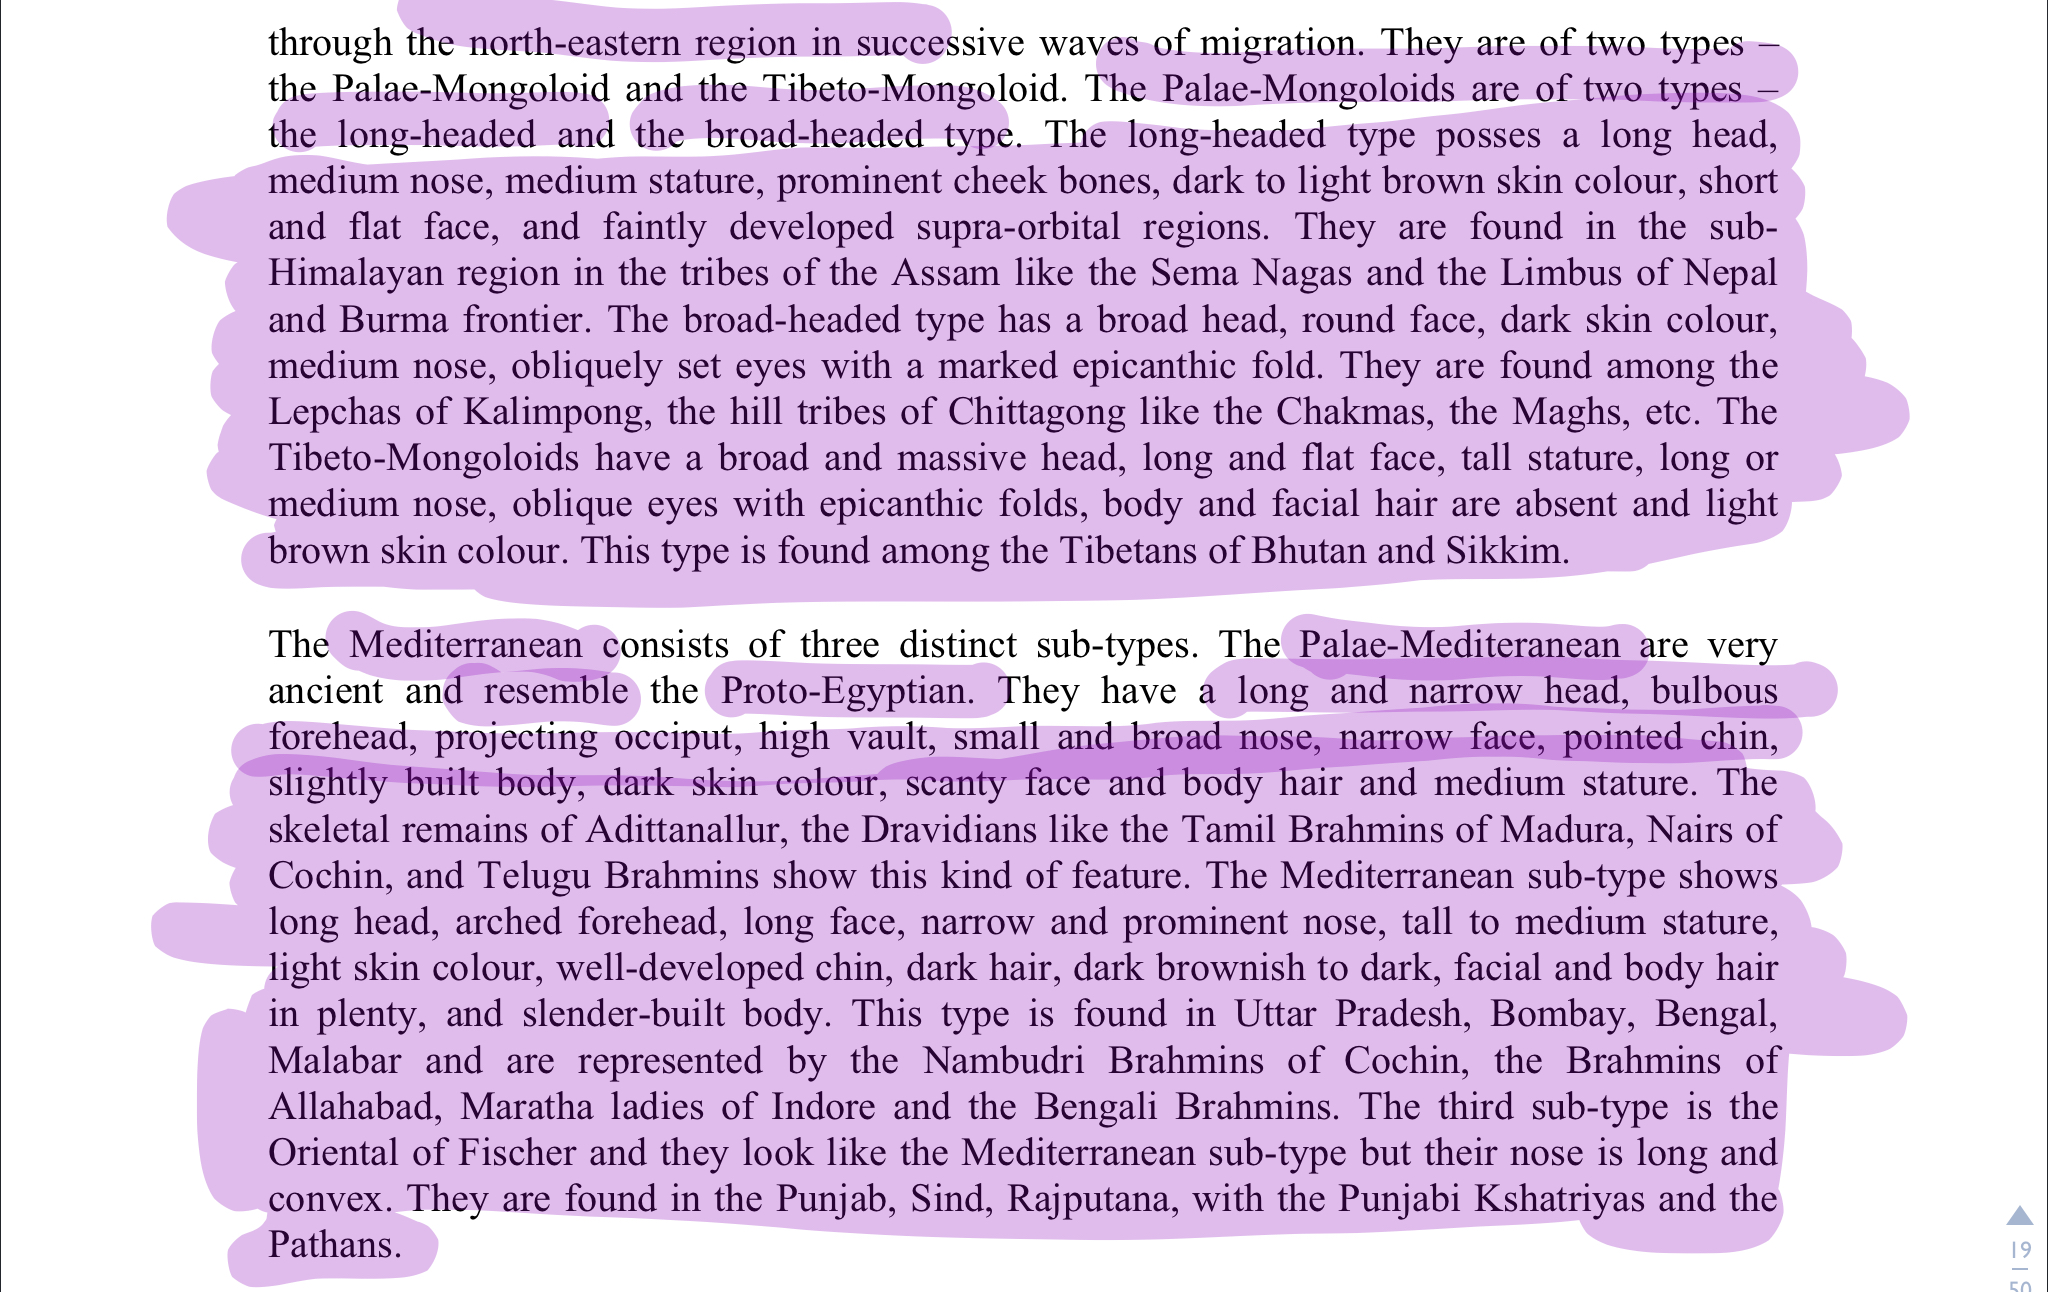 through the north-eastern region in successive waves of migration. They are of two types –
the Palae-Mongoloid and the Tibeto-Mongoloid. The Palae-Mongoloids are of two types –
the long-headed and the broad-headed type. The long-headed type posses a long head,
medium nose, medium stature, prominent cheek bones, dark to light brown skin colour, short
and flat face, and faintly developed supra-orbital regions. They are found in the sub-
Himalayan region in the tribes of the Assam like the Sema Nagas and the Limbus of Nepal
and Burma frontier. The broad-headed type has a broad head, round face, dark skin colour,
medium nose, obliquely set eyes with a marked epicanthic fold. They are found among the
Lepchas of Kalimpong, the hill tribes of Chittagong like the Chakmas, the Maghs, etc. The
Tibeto-Mongoloids have a broad and massive head, long and flat face, tall stature, long or
medium nose, oblique eyes with epicanthic folds, body and facial hair are absent and light
brown skin colour. This type is found among the Tibetans of Bhutan and Sikkim.
The Mediterranean consists of three distinct sub-types. The Palae-Mediteranean are very
ancient and resemble the Proto-Egyptian. They have a long and narrow head, bulbous
forehead, projecting occiput, high vault, small and broad nose, narrow face, pointed chin,
slightly built body, dark skin colour, scanty face and body hair and medium stature. The
skeletal remains of Adittanallur, the Dravidians like the Tamil Brahmins of Madura, Nairs of
Cochin, and Telugu Brahmins show this kind of feature. The Mediterranean sub-type shows
long head, arched forehead, long face, narrow and prominent nose, tall to medium stature,
light skin colour, well-developed chin, dark hair, dark brownish to dark, facial and body hair
in plenty, and slender-built body. This type is found in Uttar Pradesh, Bombay, Bengal,
Malabar and are represented by the Nambudri Brahmins of Cochin, the Brahmins of
Allahabad, Maratha ladies of Indore and the Bengali Brahmins. The third sub-type is the
Oriental of Fischer and they look like the Mediterranean sub-type but their nose is long and
convex. They are found in the Punjab, Sind, Rajputana, with the Punjabi Kshatriyas and the
Pathans.
19
50